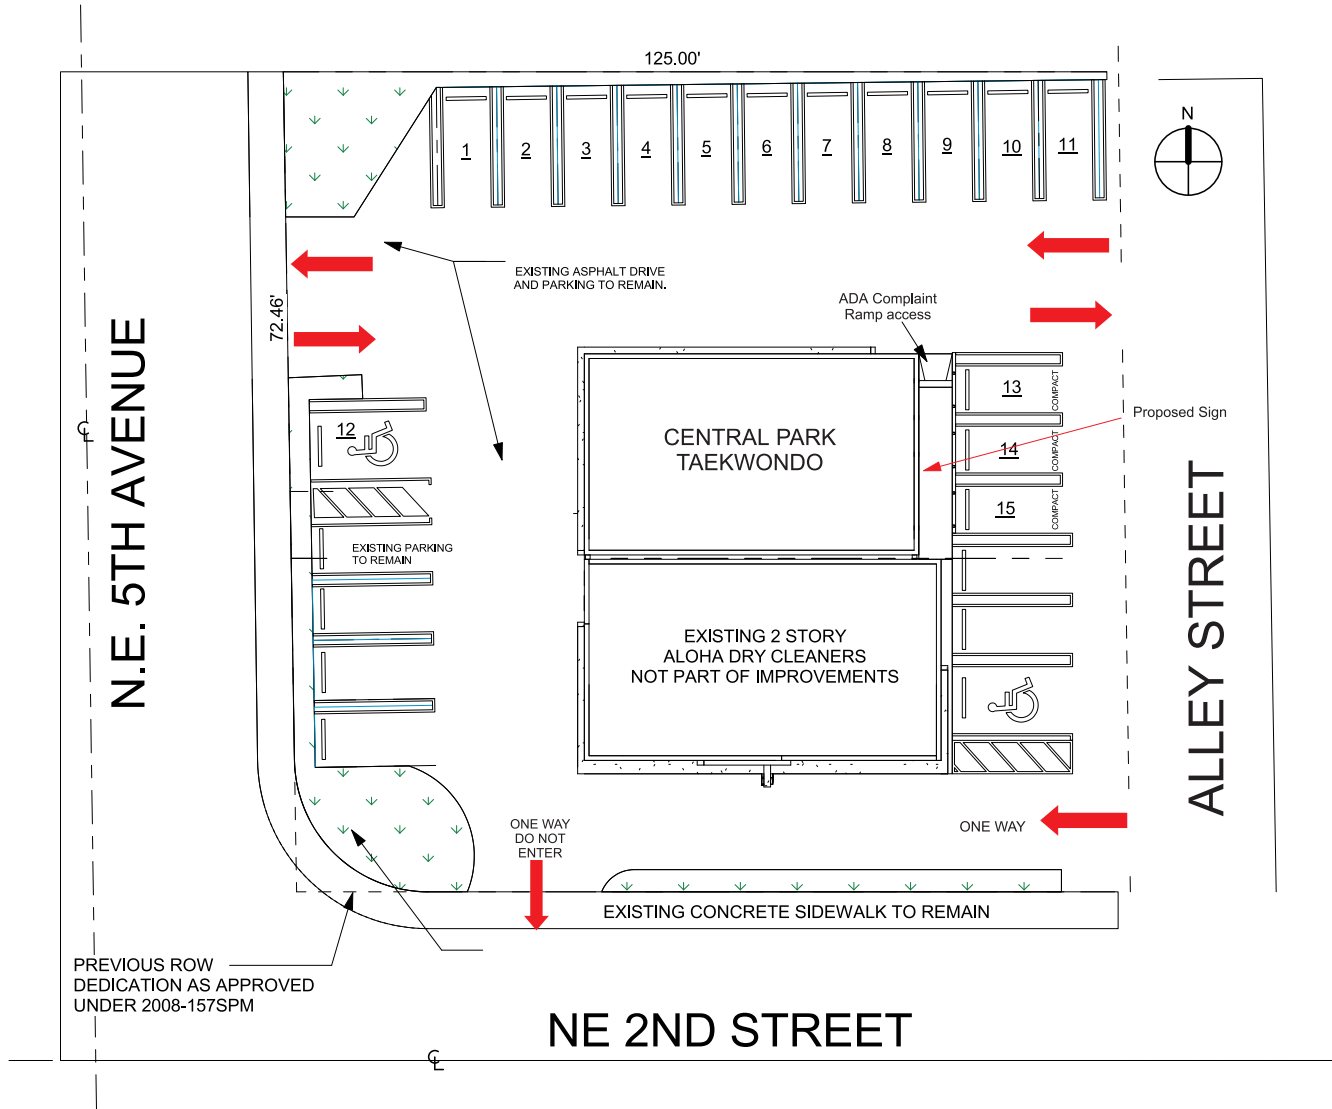 125.00'
N
1 2 3 4 5 6 7 8 9 10 11
EXISTING ASPHALT DRIVE
AND PARKING TO REMAIN.
ADA Complaint
Ramp access
72.46'
N.E. 5TH AVENUE
CL
12
CENTRAL PARK
TAEKWONDO
13
COMPACT
14
COMPACT
15
COMPACT
Proposed Sign
ALLEY STREET
EXISTING PARKING
TO REMAIN
EXISTING 2 STORY
ALOHA DRY CLEANERS
NOT PART OF IMPROVEMENTS
ONE WAY
DO NOT
ENTER
ONE WAY
EXISTING CONCRETE SIDEWALK TO REMAIN
PREVIOUS ROW
DEDICATION AS APPROVED
UNDER 2008-157SPM
NE 2ND STREET
CL